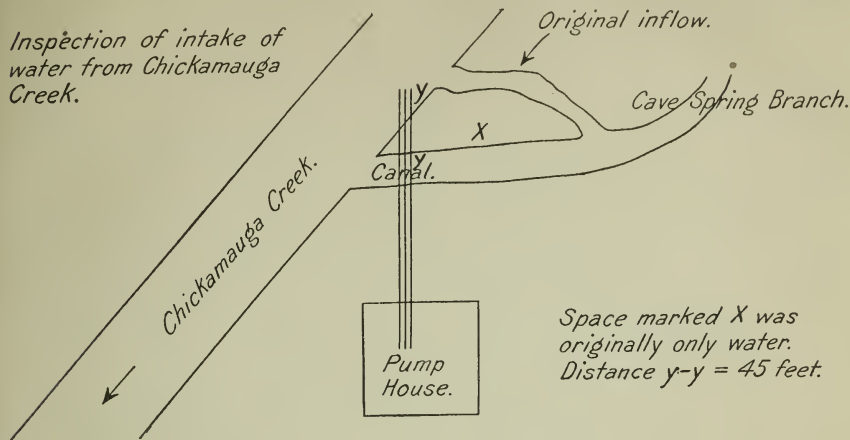 Inspection of intake of
water from Chickamauga
Creek.
Original inflow.
Cave Spring Branch.
y
X
y
Canal.
Chickamauga Creek.
Pump
House.
Space marked X was
originally only water.
Distance y-y = 45 feet.